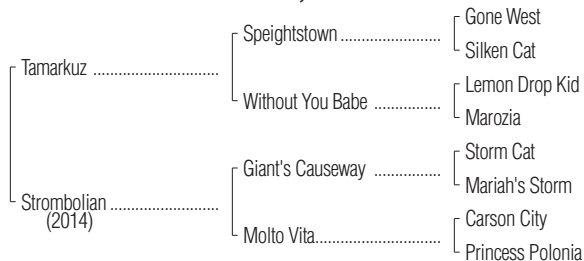 Gone West
Speightstown
Silken Cat
Tamarkuz
Lemon Drop Kid
Without You Babe
Marozia
Storm Cat
Giant's Causeway
Mariah's Storm
Strombolian
(2014)
Carson City
Molto Vita
Princess Polonia